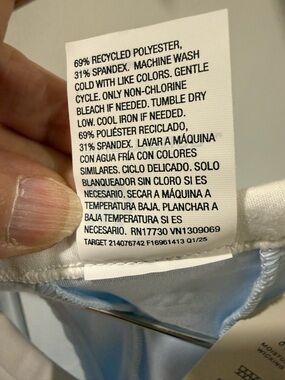 69% RECYCLED POLYESTER,
31% SPANDEX. MACHINE WASH
COLD WITH LIKE COLORS. GENTLE
CYCLE. ONLY NON-CHLORINE
BLEACH IF NEEDED. TUMBLE DRY
LOW. COOL IRON IF NEEDED.
69% POLIÉSTER RECICLADO,
31% SPANDEX. LAVAR A MÁQUINA
CON AGUA FRÍA CON COLORES
SIMILARES. CICLO DELICADO. SOLO
BLANQUEADOR SIN CLORO SI ES
NECESARIO. SECAR A MÁQUINA A
TEMPERATURA BAJA. PLANCHAR A
BAJA TEMPERATURA SI ES
NECESARIO. RN17730 VN1309069
TARGET 214076742 F16961413 Q1/25
MOISTURE
WICKING